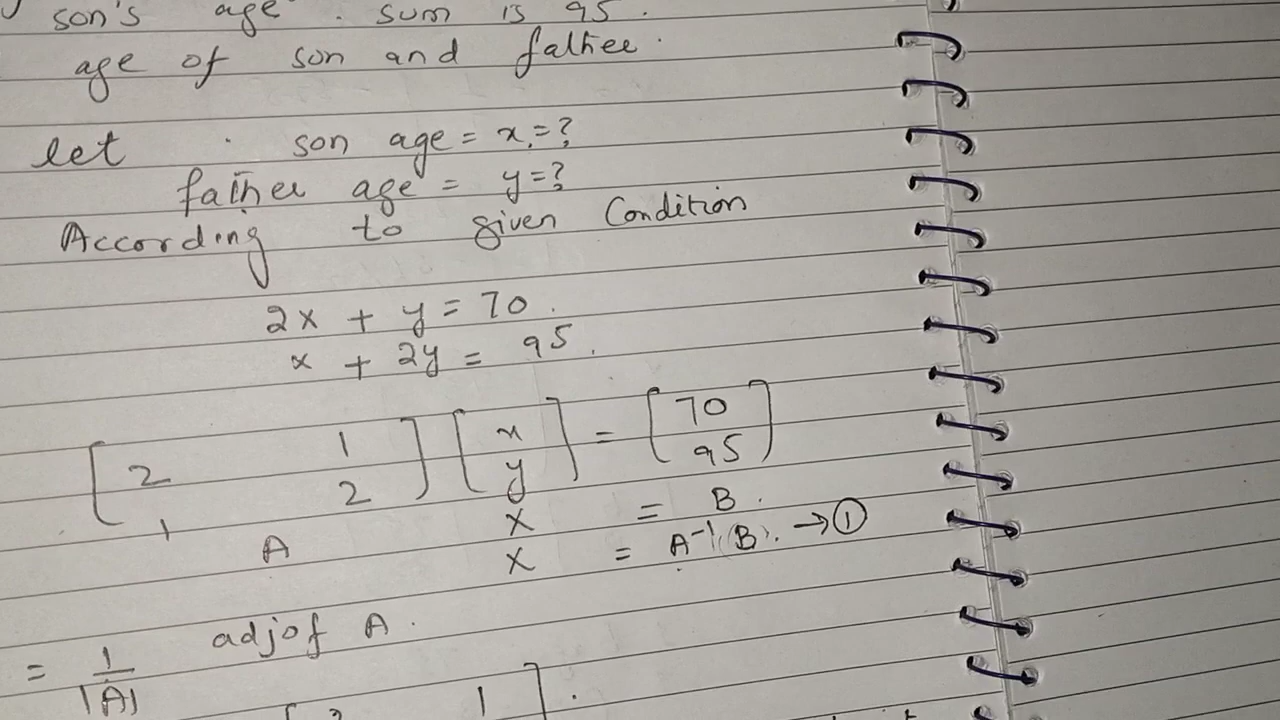 son's age. sum is 95.
age of son and father.
let son age = x = ?
father age = y = ?
According to given Condition
2x + y = 70.
x + 2y = 95.
[2 1] [x] = [70]
[1 2] [y] [95]
A X = B.
X = A⁻¹(B). → ①
= 1/|A| adj of A.
1